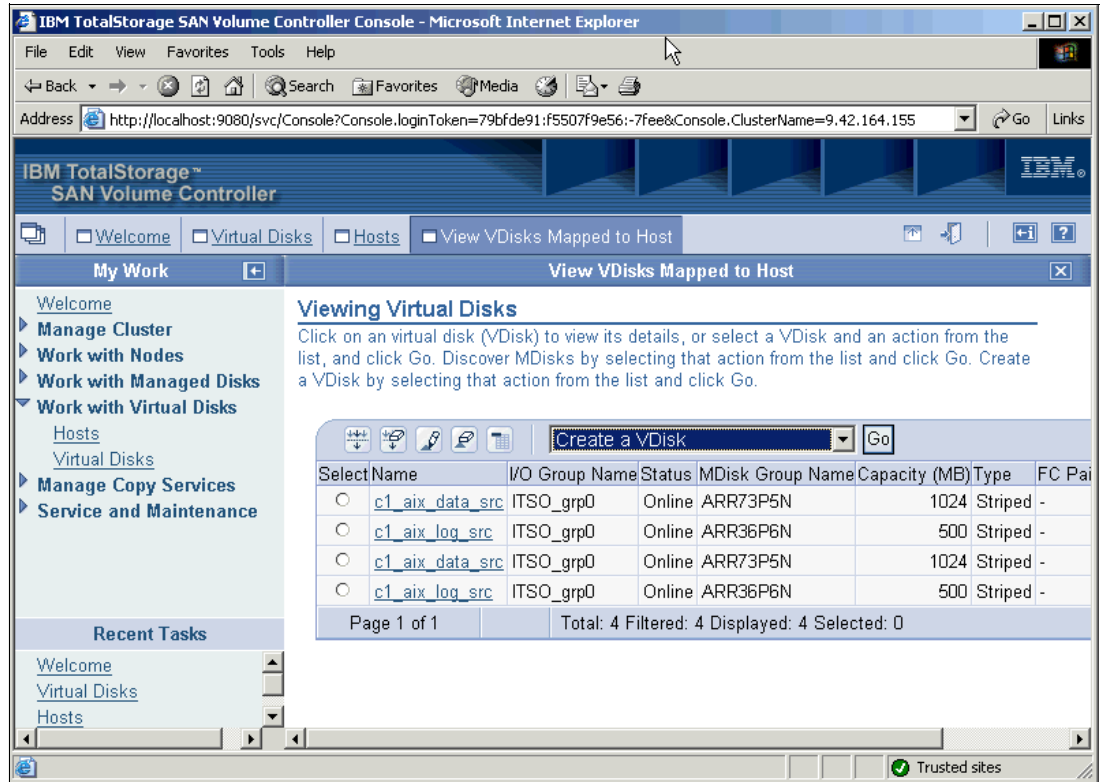 IBM TotalStorage SAN Volume Controller Console - Microsoft Internet Explorer
File Edit View Favorites Tools Help
Back Search Favorites Media
Address http://localhost:9080/svc/Console?Console.loginToken=79bfde91:f5507f9e56:-7fee&Console.ClusterName=9.42.164.155 Go Links
IBM TotalStorage™
SAN Volume Controller
IBM®
Welcome Virtual Disks Hosts View VDisks Mapped to Host
My Work
View VDisks Mapped to Host
Welcome
Manage Cluster
Work with Nodes
Work with Managed Disks
Work with Virtual Disks
Hosts
Virtual Disks
Manage Copy Services
Service and Maintenance
Recent Tasks
Welcome
Virtual Disks
Hosts
Viewing Virtual Disks
Click on an virtual disk (VDisk) to view its details, or select a VDisk and an action from the
list, and click Go. Discover MDisks by selecting that action from the list and click Go. Create
a VDisk by selecting that action from the list and click Go.
Create a VDisk Go
Select Name I/O Group Name Status MDisk Group Name Capacity (MB) Type FC Pai
c1_aix_data_src ITSO_grp0 Online ARR73P5N 1024 Striped -
c1_aix_log_src ITSO_grp0 Online ARR36P6N 500 Striped -
c1_aix_data_src ITSO_grp0 Online ARR73P5N 1024 Striped -
c1_aix_log_src ITSO_grp0 Online ARR36P6N 500 Striped -
Page 1 of 1 Total: 4 Filtered: 4 Displayed: 4 Selected: 0
Trusted sites